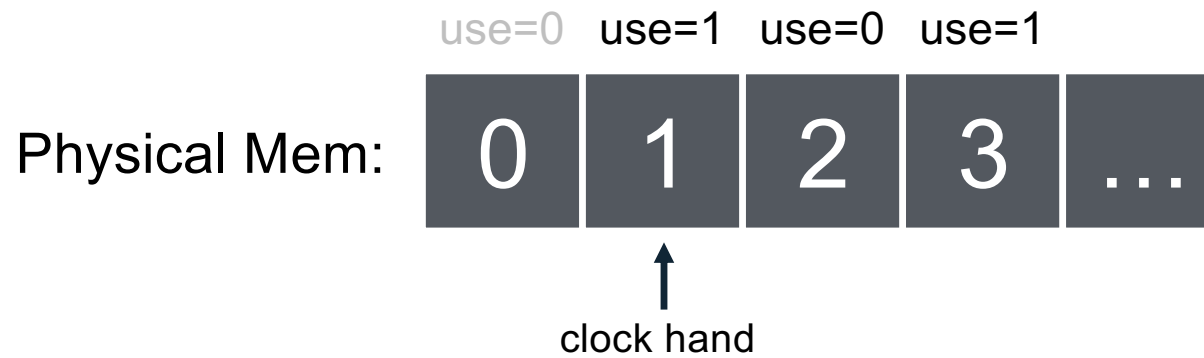 use=0 use=1 use=0 use=1
Physical Mem: 0 1 2 3 ...
clock hand